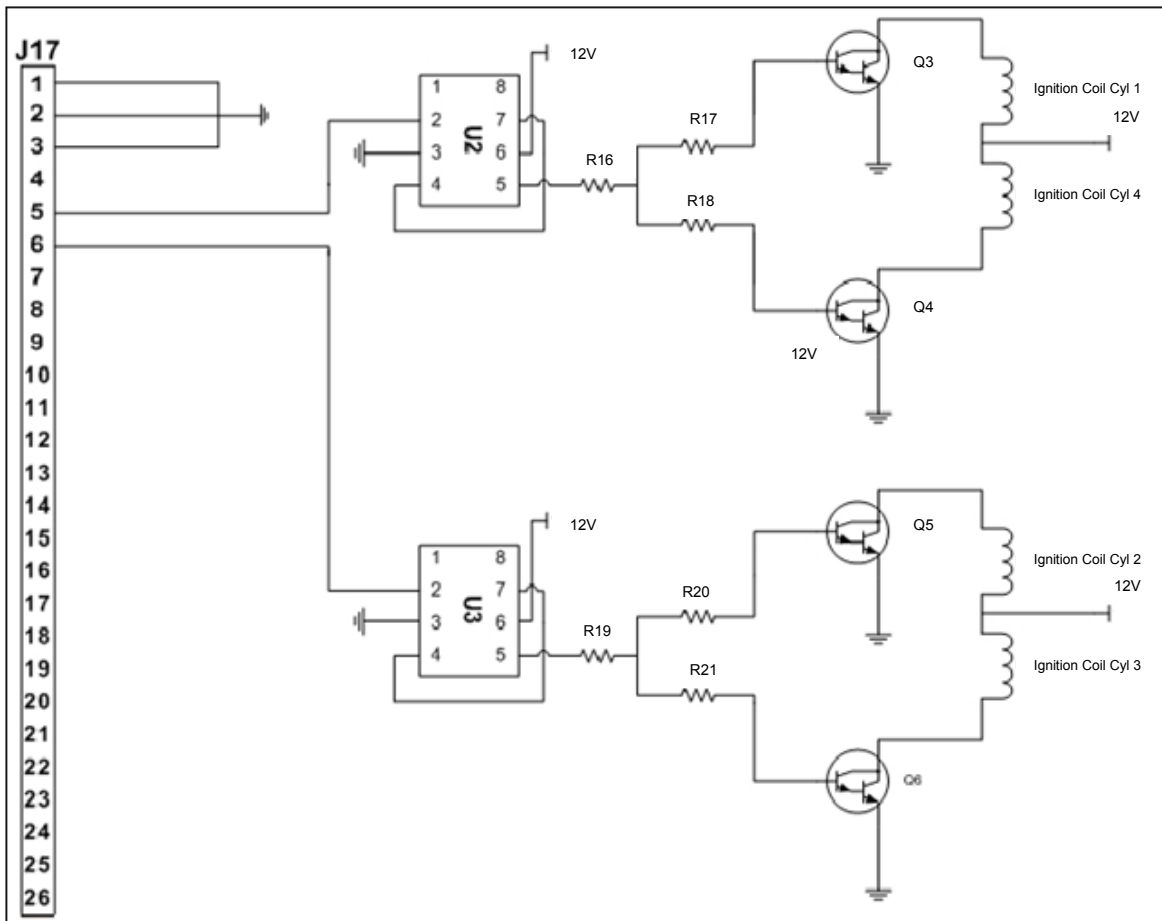 J17
1
2
3
4
5
6
7
8
9
10
11
12
13
14
15
16
17
18
19
20
21
22
23
24
25
26
12V
1 8
2 7
3 6
4 5
U2
R16
R17
R18
Q3
Ignition Coil Cyl 1
12V
Ignition Coil Cyl 4
Q4
12V
12V
1 8
2 7
3 6
4 5
U3
R19
R20
R21
Q5
Ignition Coil Cyl 2
12V
Ignition Coil Cyl 3
Q6